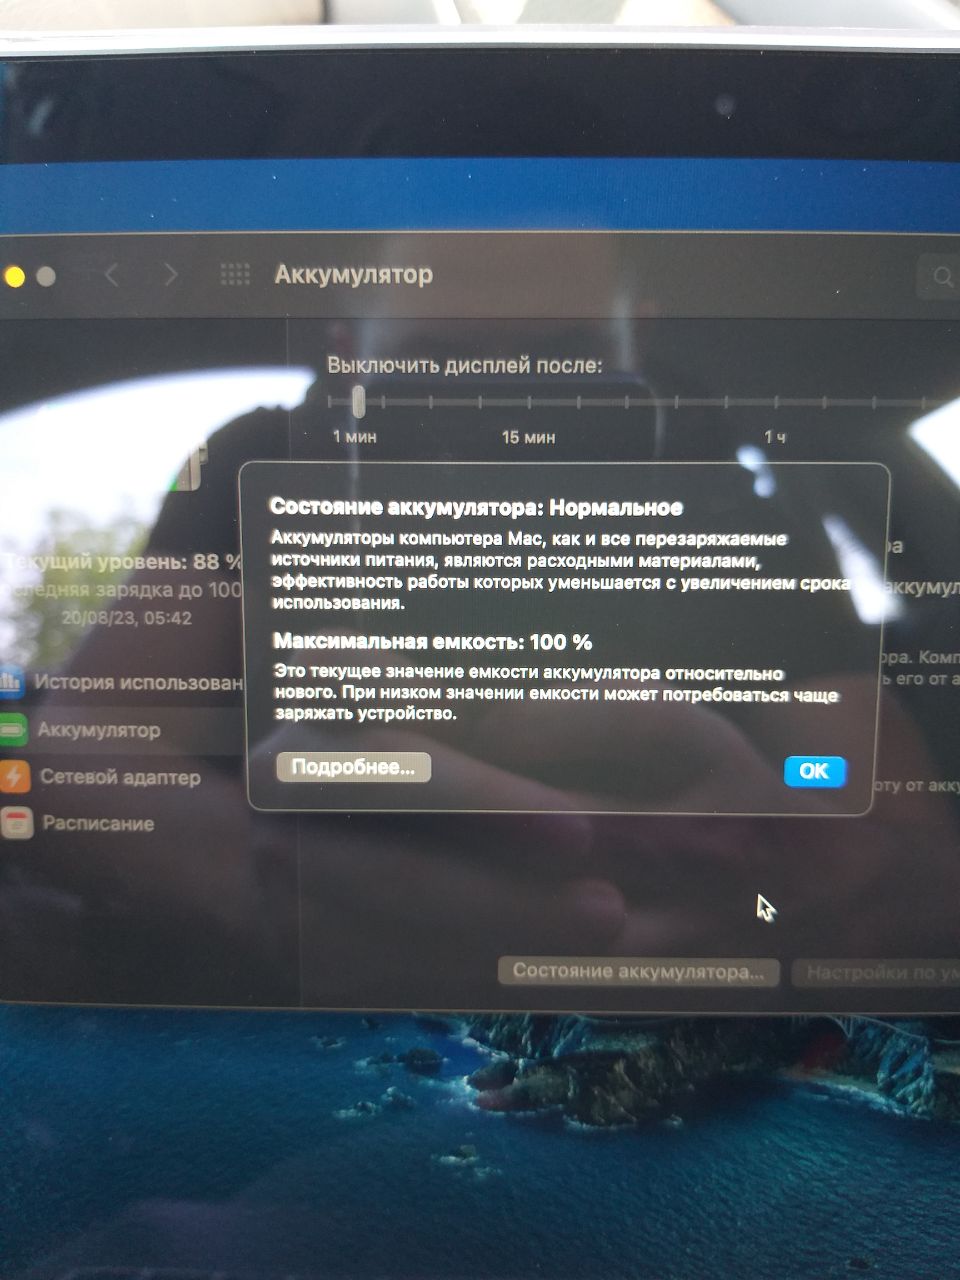 Аккумулятор
Выключить дисплей после:
1 мин
15 мин
1 ч
Состояние аккумулятора: Нормальное
Аккумуляторы компьютера Mac, как и все перезаряжаемые
источники питания, являются расходными материалами,
эффективность работы которых уменьшается с увеличением срока
использования.
Максимальная емкость: 100 %
Это текущее значение емкости аккумулятора относительно
нового. При низком значении емкости может потребоваться чаще
заряжать устройство.
Подробнее...
OK
Текущий уровень: 88 %
зарядка до 100
20/08/23, 05:42
История использован
Аккумулятор
Сетевой адаптер
Расписание
ра
аккумул
ора. Комп
ь его от а
оту от акку
Состояние аккумулятора...
Настройки по ум